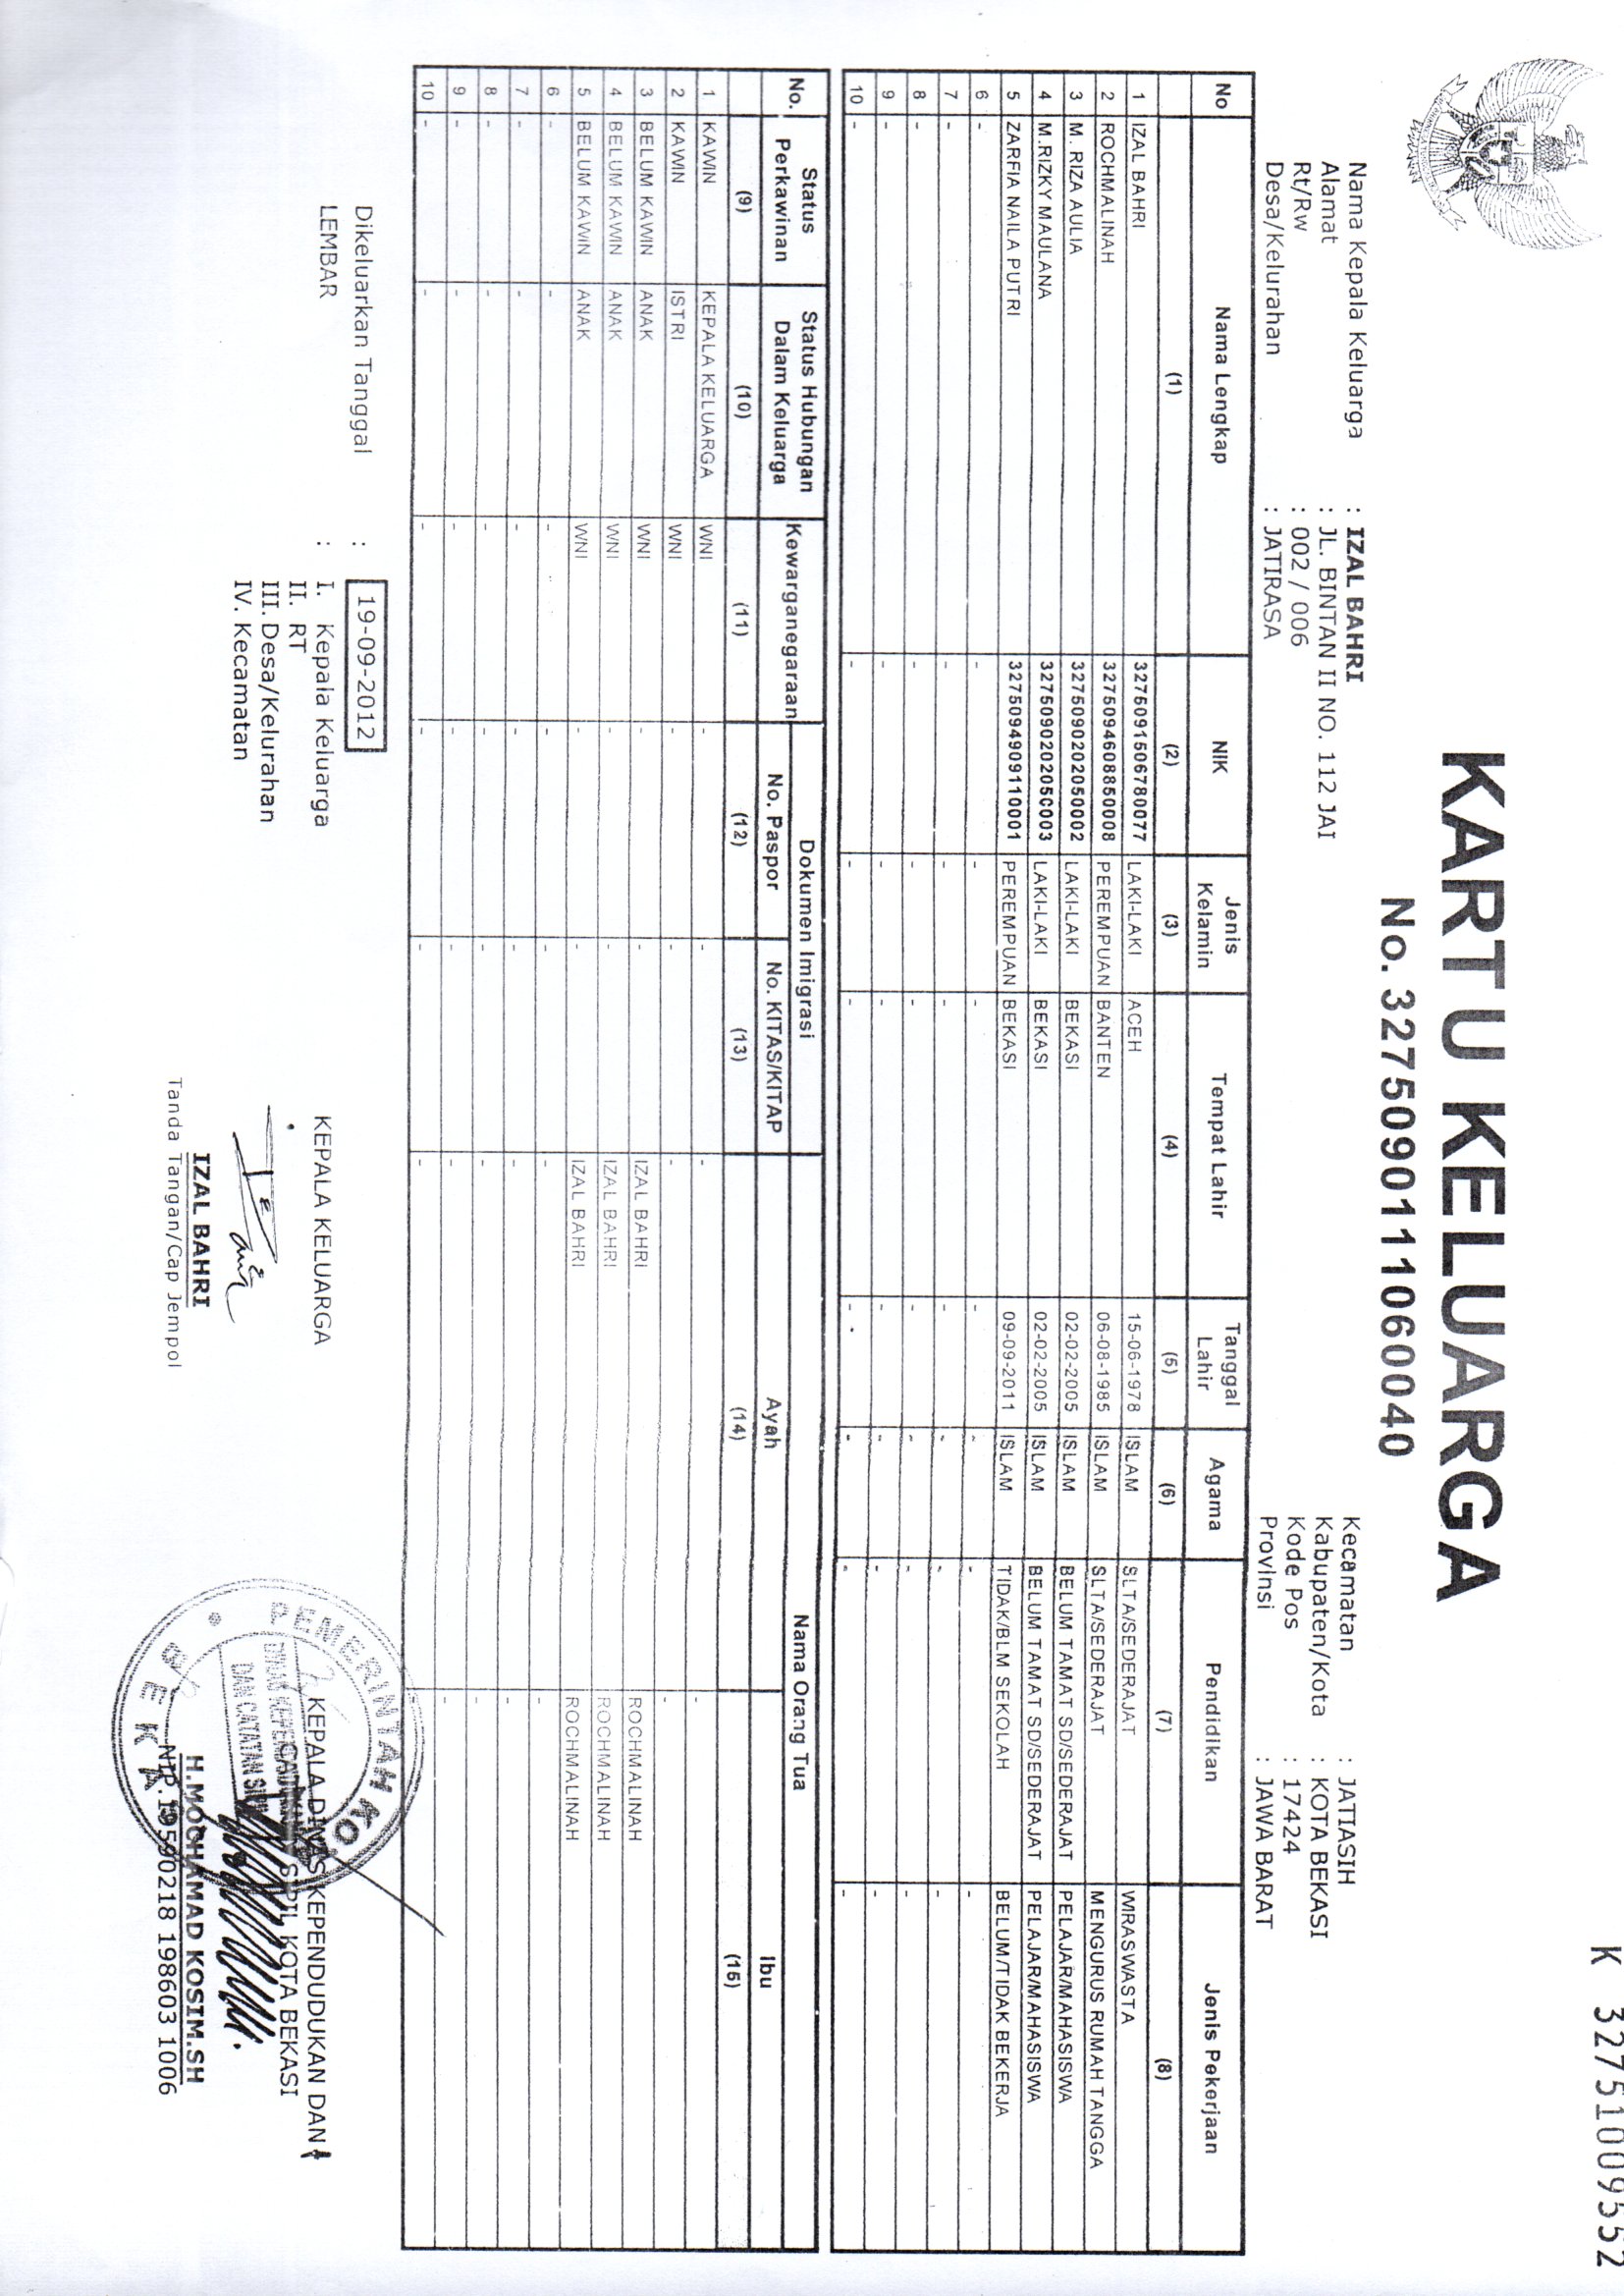 K 32751009552
KARTU KELUARGA
No. 3275090111060040
Nama Kepala Keluarga : IZAL BAHRI
Alamat : JL. BINTAN II NO. 112 JAI
Rt/Rw : 002 / 006
Desa/Kelurahan : JATIRASA
Kecamatan : JATIASIH
Kabupaten/Kota : KOTA BEKASI
Kode Pos : 17424
Provinsi : JAWA BARAT
No Nama Lengkap NIK Jenis Kelamin Tempat Lahir Tanggal Lahir Agama Pendidikan Jenis Pekerjaan
(1) (2) (3) (4) (5) (6) (7) (8)
1 IZAL BAHRI 3275091506780077 LAKI-LAKI ACEH 15-06-1978 ISLAM SLTA/SEDERAJAT WIRASWASTA
2 ROCHMALINAH 3275094608850008 PEREMPUAN BANTEN 06-08-1985 ISLAM SLTA/SEDERAJAT MENGURUS RUMAH TANGGA
3 M. RIZA AULIA 3275090202050002 LAKI-LAKI BEKASI 02-02-2005 ISLAM BELUM TAMAT SD/SEDERAJAT PELAJAR/MAHASISWA
4 M.RIZKY MAULANA 3275090202050003 LAKI-LAKI BEKASI 02-02-2005 ISLAM BELUM TAMAT SD/SEDERAJAT PELAJAR/MAHASISWA
5 ZARFIA NAILA PUTRI 3275094909110001 PEREMPUAN BEKASI 09-09-2011 ISLAM TIDAK/BLM SEKOLAH BELUM/TIDAK BEKERJA
6 - - - - - - - -
7 - - - - - - - -
8 - - - - - - - -
9 - - - - - - - -
10 - - - - - - - -
No. Status Perkawinan Status Hubungan Dalam Keluarga Kewarganegaraan Dokumen Imigrasi Nama Orang Tua
No. Paspor No. KITAS/KITAP Ayah Ibu
(9) (10) (11) (12) (13) (14) (15)
1 KAWIN KEPALA KELUARGA WNI - - - -
2 KAWIN ISTRI WNI - - - -
3 BELUM KAWIN ANAK WNI - - IZAL BAHRI ROCHMALINAH
4 BELUM KAWIN ANAK WNI - - IZAL BAHRI ROCHMALINAH
5 BELUM KAWIN ANAK WNI - - IZAL BAHRI ROCHMALINAH
6 - - - - - - -
7 - - - - - - -
8 - - - - - - -
9 - - - - - - -
10 - - - - - - -
Dikeluarkan Tanggal : 19-09-2012
LEMBAR : I. Kepala Keluarga
II. RT
III. Desa/Kelurahan
IV. Kecamatan
KEPALA KELUARGA
IZAL BAHRI
Tanda Tangan/Cap Jempol
KEPALA DINAS KEPENDUDUKAN DAN
SIPIL KOTA BEKASI
H.MOCHAMAD KOSIM.SH
NIP.19590218 198603 1006
PEMERINTAH KO
DINAS KEPENDUDUKAN
DAN CATATAN SIPIL
BEKA